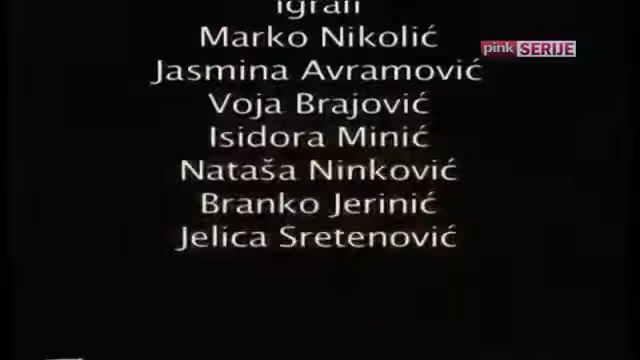 igrali
Marko Nikolić
pink SERIJE
Jasmina Avramović
Voja Brajović
Isidora Minić
Nataša Ninković
Branko Jerinić
Jelica Sretenović